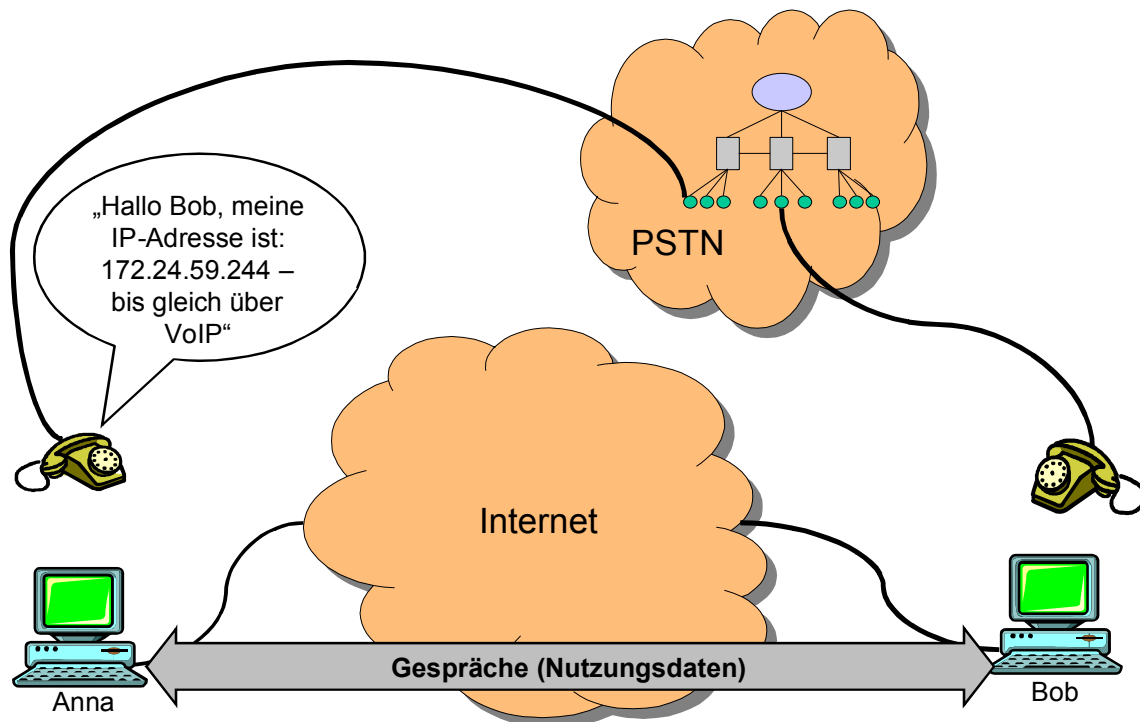 „Hallo Bob, meine
IP-Adresse ist:
172.24.59.244 –
bis gleich über
VoIP“
PSTN
Internet
Gespräche (Nutzungsdaten)
Anna
Bob